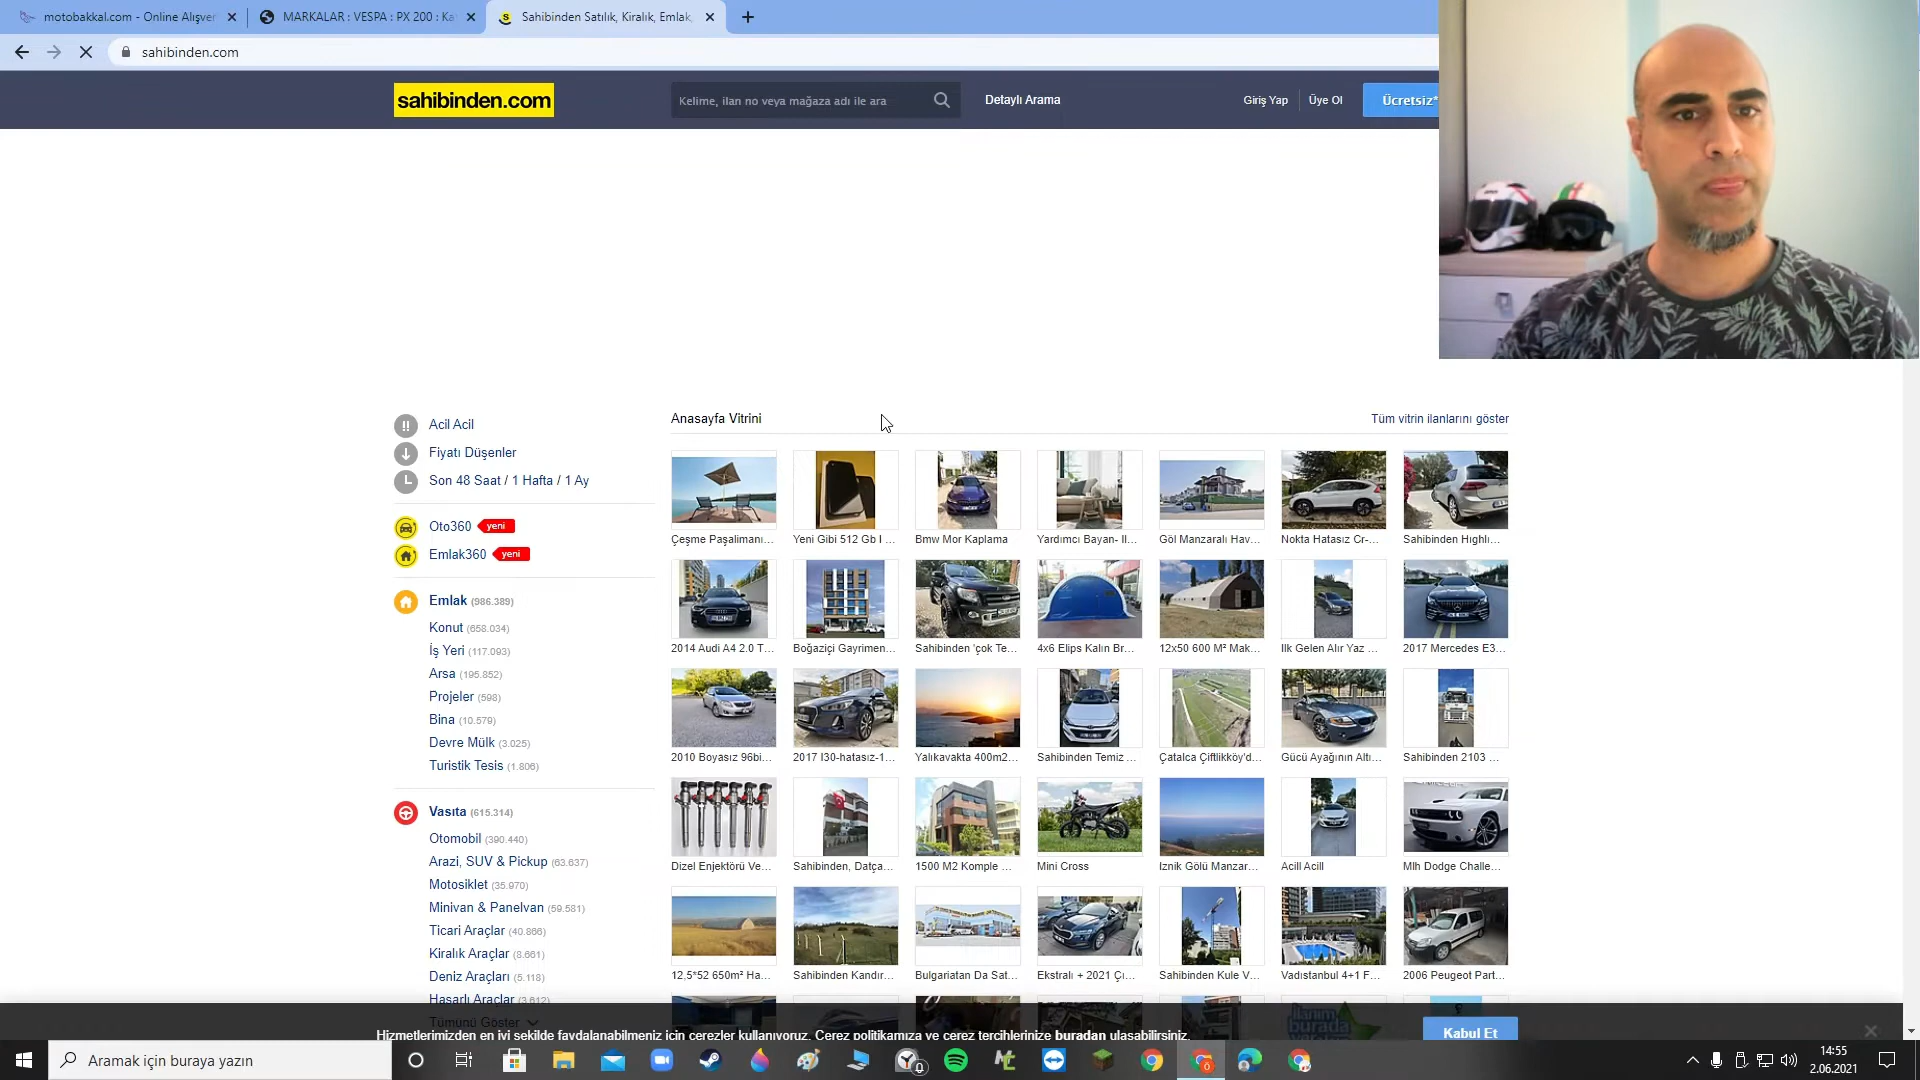 motobakkal.com - Online Alışver
MARKALAR : VESPA : PX 200 : Ka
Sahibinden Satılık, Kiralık, Emlak,
sahibinden.com
sahibinden.com
Kelime, ilan no veya mağaza adı ile ara
Detaylı Arama
Giriş Yap
Üye Ol
Ücretsiz*
Acil Acil
Fiyatı Düşenler
Son 48 Saat / 1 Hafta / 1 Ay
Oto360 yeni
Emlak360 yeni
Emlak (986.389)
Konut (658.034)
İş Yeri (117.093)
Arsa (195.852)
Projeler (598)
Bina (10.579)
Devre Mülk (3.025)
Turistik Tesis (1.806)
Vasıta (615.314)
Otomobil (390.440)
Arazi, SUV & Pickup (63.637)
Motosiklet (35.970)
Minivan & Panelvan (59.581)
Ticari Araçlar (40.866)
Kiralık Araçlar (8.661)
Deniz Araçları (5.118)
Hasarlı Araçlar (3.612)
Tümünü Göster
Anasayfa Vitrini
Tüm vitrin ilanlarını göster
Çeşme Paşalimanı...
Yeni Gibi 512 Gb I ...
Bmw Mor Kaplama
Yardımcı Bayan- Il...
Göl Manzaralı Hav...
Nokta Hatasız Cr-...
Sahibinden Hıghlı...
2014 Audi A4 2.0 T...
Boğaziçi Gayrimen...
Sahibinden 'çok Te...
4x6 Elips Kalın Br...
12x50 600 M² Mak...
Ilk Gelen Alır Yaz ...
2017 Mercedes E3...
2010 Boyasız 96bi...
2017 I30-hatasız-1...
Yalıkavakta 400m2...
Sahibinden Temiz ...
Çatalca Çiftlikköy'd...
Gücü Ayağının Altı...
Sahibinden 2103 ...
Dizel Enjektörü Ve...
Sahibinden, Datça...
1500 M2 Komple ...
Mini Cross
Iznik Gölü Manzar...
Acill Acill
Mlh Dodge Challe...
12,5*52 650m² Ha...
Sahibinden Kandır...
Bulgariatan Da Sat...
Ekstralı + 2021 Çı...
Sahibinden Kule V...
Vadıstanbul 4+1 F...
2006 Peugeot Part...
Hizmetlerimizden en iyi şekilde faydalanabilmeniz için çerezler kullanıyoruz. Çerez politikamıza ve çerez tercihlerinize buradan ulaşabilirsiniz.
Kabul Et
Aramak için buraya yazın
14:55
2.06.2021